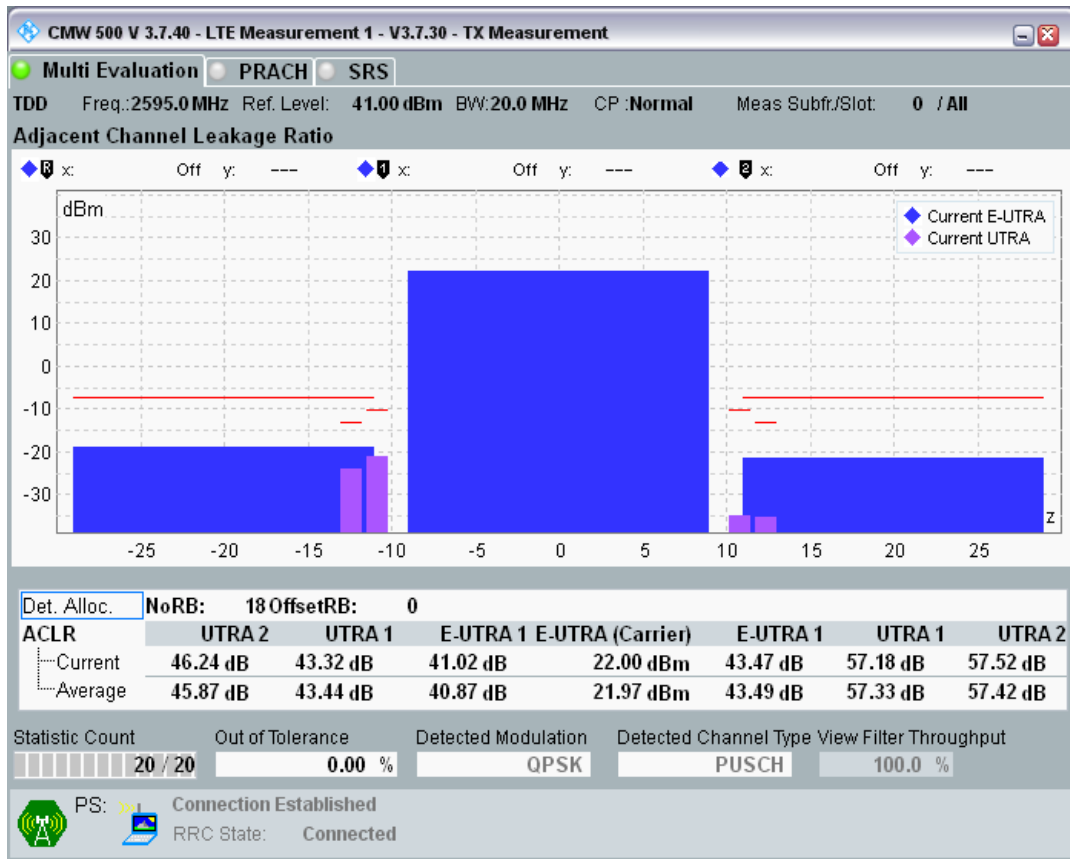 CMW 500 V 3.7.40 - LTE Measurement 1 - V3.7.30 - TX Measurement
Multi Evaluation PRACH SRS
TDD Freq.:2595.0 MHz Ref. Level: 41.00 dBm BW:20.0 MHz CP :Normal Meas Subfr./Slot: 0 / All
Adjacent Channel Leakage Ratio
R x: Off y: --- 1 x: Off y: --- 2 x: Off y: ---
dBm
Current E-UTRA
Current UTRA
30
20
10
0
-10
-20
-30
z
-25 -20 -15 -10 -5 0 5 10 15 20 25
Det. Alloc. NoRB: 18 OffsetRB: 0
ACLR UTRA 2 UTRA 1 E-UTRA 1 E-UTRA (Carrier) E-UTRA 1 UTRA 1 UTRA 2
Current 46.24 dB 43.32 dB 41.02 dB 22.00 dBm 43.47 dB 57.18 dB 57.52 dB
Average 45.87 dB 43.44 dB 40.87 dB 21.97 dBm 43.49 dB 57.33 dB 57.42 dB
Statistic Count Out of Tolerance Detected Modulation Detected Channel Type View Filter Throughput
20 / 20 0.00 % QPSK PUSCH 100.0 %
PS: Connection Established
RRC State: Connected